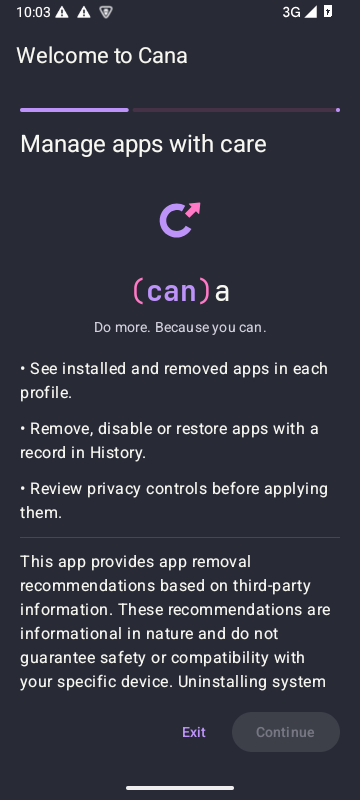 10:03
3G
Welcome to Cana
Manage apps with care
(can)a
Do more. Because you can.
• See installed and removed apps in each
profile.
• Remove, disable or restore apps with a
record in History.
• Review privacy controls before applying
them.
This app provides app removal
recommendations based on third-party
information. These recommendations are
informational in nature and do not
guarantee safety or compatibility with
your specific device. Uninstalling system
Exit
Continue